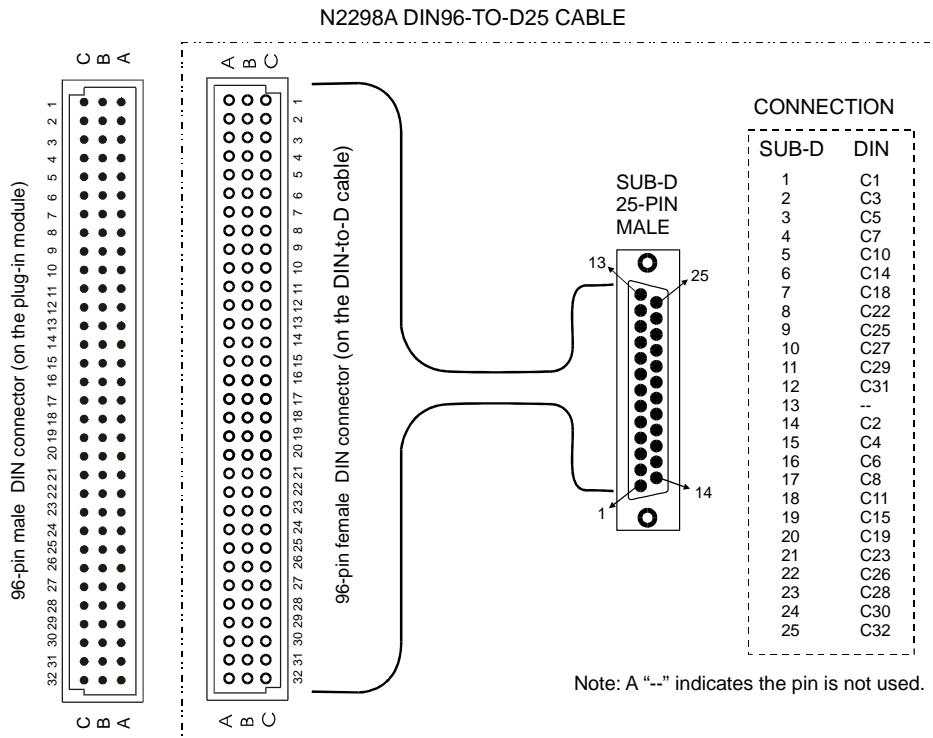 N2298A DIN96-TO-D25 CABLE
C B A
1
2
3
4
5
6
7
8
9
10
11
12
13
14
15
16
17
18
19
20
21
22
23
24
25
26
27
28
29
30
31
32
C B A
96-pin male DIN connector (on the plug-in module)
A B C
1
2
3
4
5
6
7
8
9
10
11
12
13
14
15
16
17
18
19
20
21
22
23
24
25
26
27
28
29
30
31
32
A B C
96-pin female DIN connector (on the DIN-to-D cable)
SUB-D
25-PIN
MALE
13
25
1
14
CONNECTION
SUB-D DIN
1 C1
2 C3
3 C5
4 C7
5 C10
6 C14
7 C18
8 C22
9 C25
10 C27
11 C29
12 C31
13 --
14 C2
15 C4
16 C6
17 C8
18 C11
19 C15
20 C19
21 C23
22 C26
23 C28
24 C30
25 C32
Note: A “--” indicates the pin is not used.